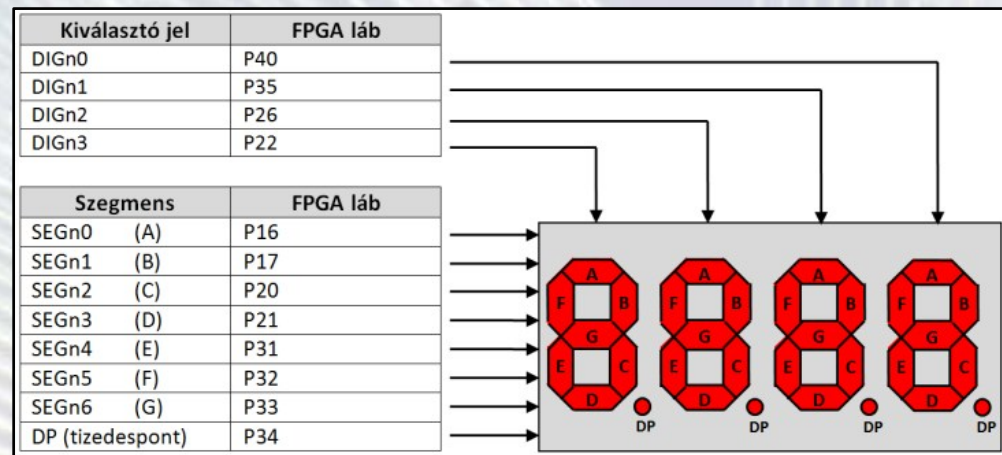 Kiválasztó jel FPGA láb
DIGn0 P40
DIGn1 P35
DIGn2 P26
DIGn3 P22
Szegmens FPGA láb
SEGn0 (A) P16
SEGn1 (B) P17
SEGn2 (C) P20
SEGn3 (D) P21
SEGn4 (E) P31
SEGn5 (F) P32
SEGn6 (G) P33
DP (tizedespont) P34
A A A A
F B F B F B F B
G G G G
E C E C E C E C
D D D D
DP DP DP DP